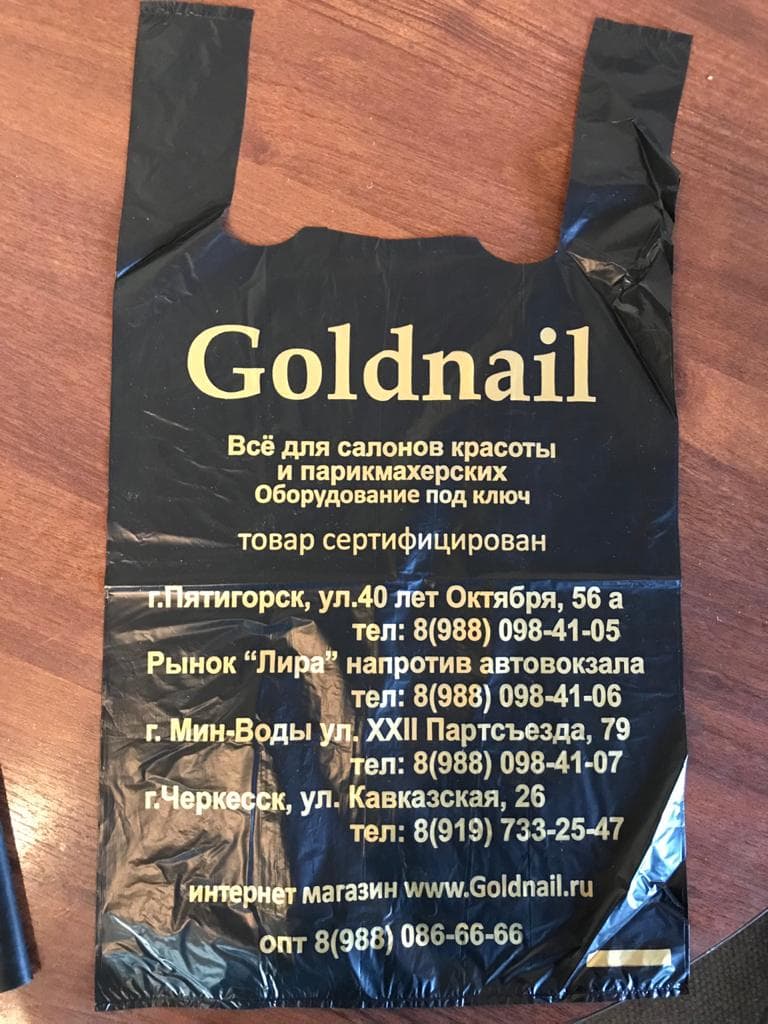 Goldnail
Всё для салонов красоты
и парикмахерских
Оборудование под ключ
товар сертифицирован
г.Пятигорск, ул.40 лет Октября, 56 а
тел: 8(988) 098-41-05
Рынок “Лира” напротив автовокзала
тел: 8(988) 098-41-06
г. Мин-Воды ул. XXII Партсъезда, 79
тел: 8(988) 098-41-07
г.Черкесск, ул. Кавказская, 26
тел: 8(919) 733-25-47
интернет магазин www.Goldnail.ru
опт 8(988) 086-66-66